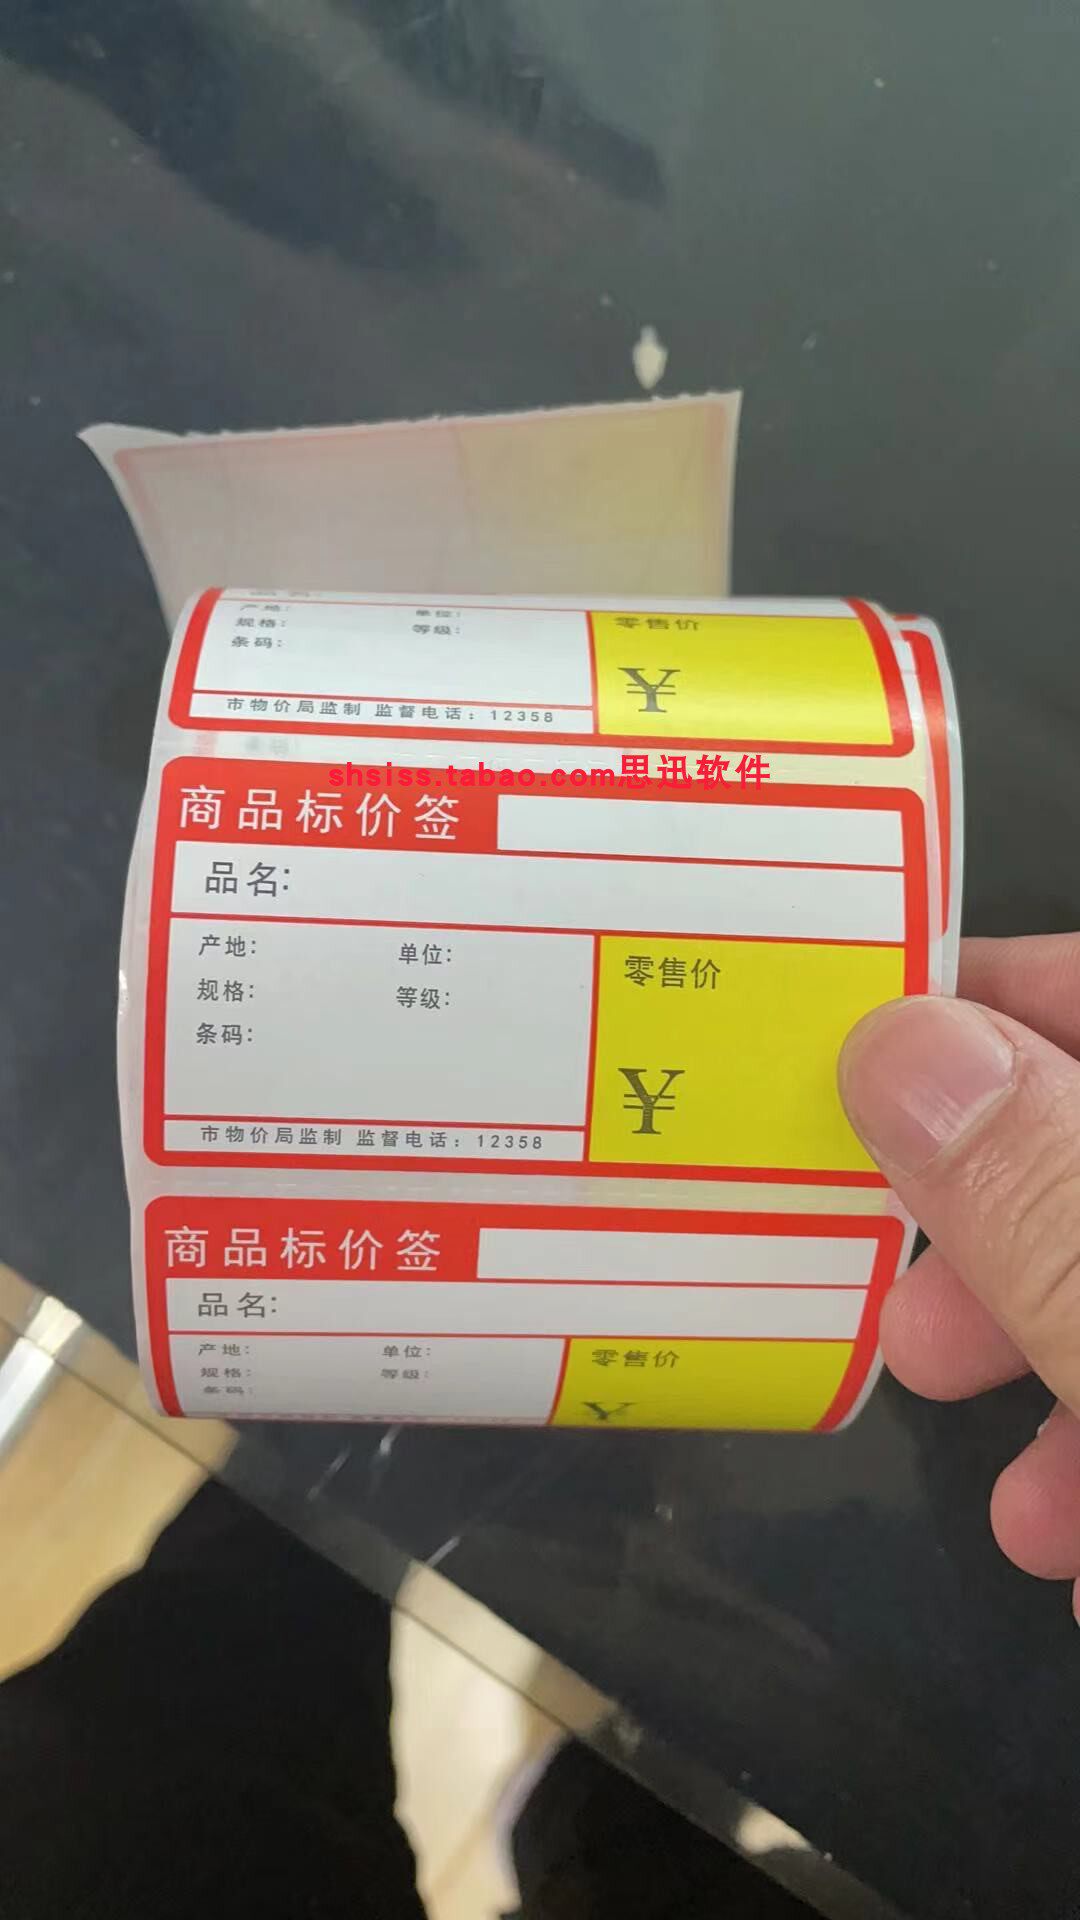 产地: 单位:
规格: 等级:
条码:
零售价
¥
市物价局监制 监督电话: 12358
shsiss.tabao.com思迅软件
商品标价签
品名:
产地: 单位:
规格: 等级:
条码:
零售价
¥
市物价局监制 监督电话: 12358
商品标价签
品名:
产地: 单位:
规格: 等级:
条码:
零售价
¥